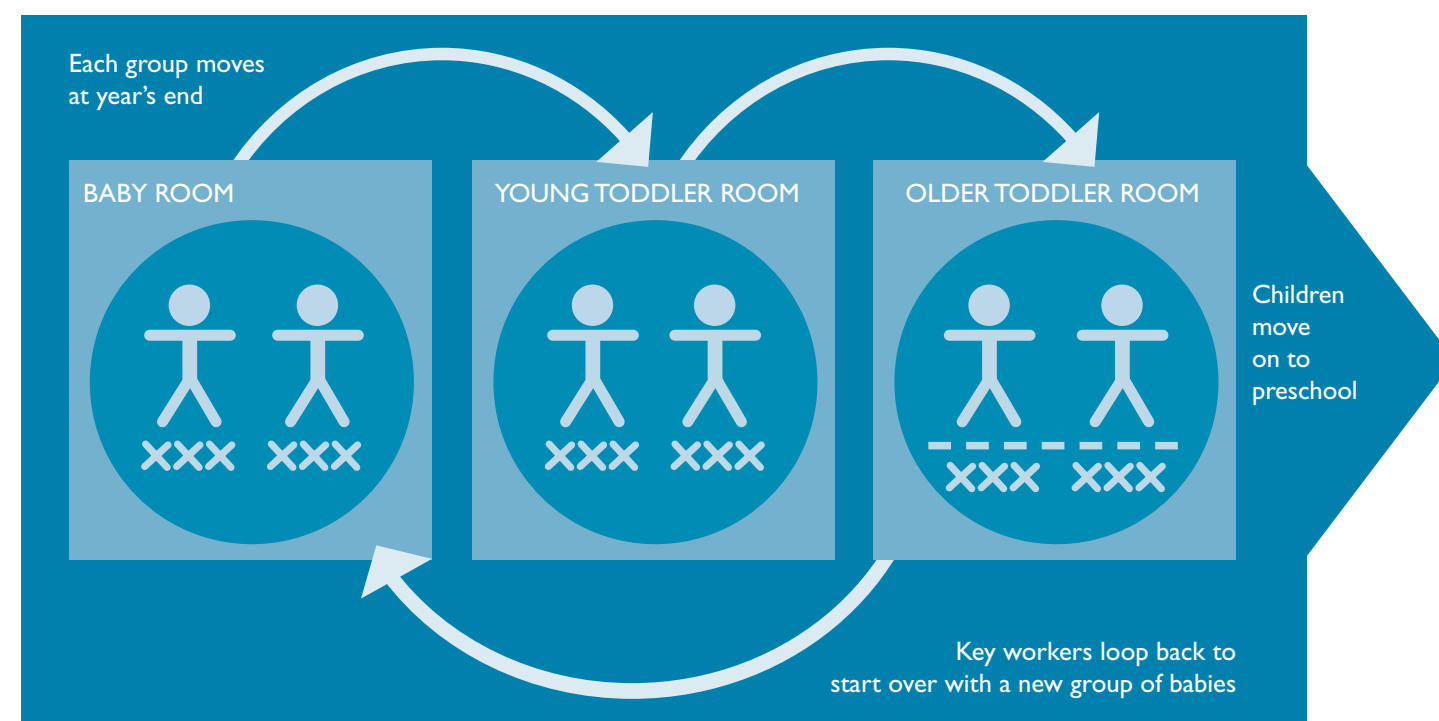 Each group moves
at year’s end
BABY ROOM
YOUNG TODDLER ROOM
OLDER TODDLER ROOM
XXX XXX
XXX XXX
XXX XXX
Children
move
on to
preschool
Key workers loop back to
start over with a new group of babies